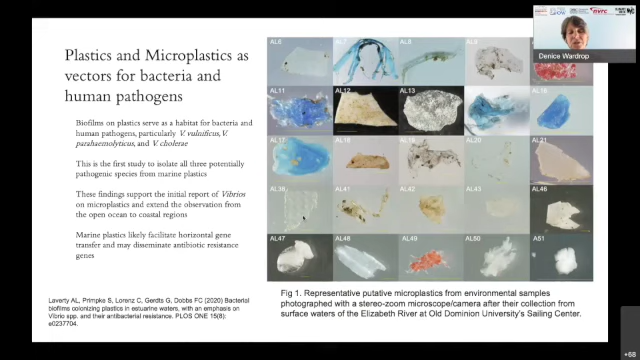 Plastics and Microplastics as
vectors for bacteria and
human pathogens
Biofilms on plastics serve as a habitat for bacteria and
human pathogens, particularly V. vulnificus, V.
parahaemolyticus, and V. cholerae
This is the first study to isolate all three potentially
pathogenic species from marine plastics
These findings support the initial report of Vibrios
on microplastics and extend the observation from
the open ocean to coastal regions
Marine plastics likely facilitate horizontal gene
transfer and may disseminate antibiotic resistance
genes
Laverty AL, Primpke S, Lorenz C, Gerdts G, Dobbs FC (2020) Bacterial
biofilms colonizing plastics in estuarine waters, with an emphasis on
Vibrio spp. and their antibacterial resistance. PLOS ONE 15(8):
e0237704.
AL6 AL7 AL8
AL11 AL12 AL13 AL15
AL18 AL20 AL21
AL41 AL42 AL43 AL46
AL47 AL48 AL49 AL50 A51
Fig 1. Representative putative microplastics from environmental samples
photographed with a stereo-zoom microscope/camera after their collection from
surface waters of the Elizabeth River at Old Dominion University's Sailing Center.
nvrc
Denice Wardrop
+68